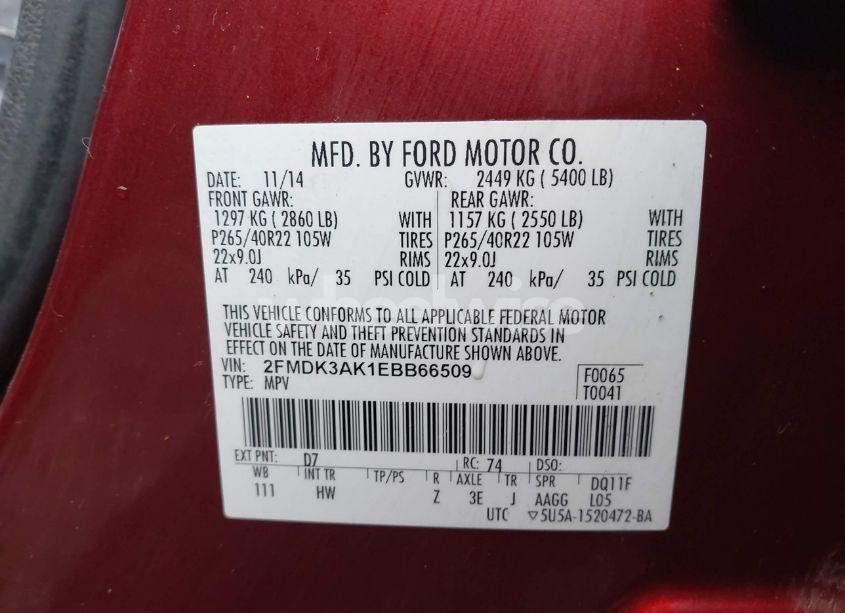 MFD. BY FORD MOTOR CO.
DATE: 11/14 GVWR: 2449 KG ( 5400 LB)
FRONT GAWR: REAR GAWR:
1297 KG ( 2860 LB) WITH 1157 KG ( 2550 LB) WITH
P265/40R22 105W TIRES P265/40R22 105W TIRES
22x9.0J RIMS 22x9.0J RIMS
AT 240 kPa/ 35 PSI COLD AT 240 kPa/ 35 PSI COLD
THIS VEHICLE CONFORMS TO ALL APPLICABLE FEDERAL MOTOR
VEHICLE SAFETY AND THEFT PREVENTION STANDARDS IN
EFFECT ON THE DATE OF MANUFACTURE SHOWN ABOVE.
VIN: 2FMDK3AK1EBB66509 F0065
TYPE: MPV T0041
EXT PNT: D7 RC: 74 DSO:
WB INT TR TP/PS R AXLE TR SPR DQ11F
111 HW Z 3E J AAGG L05
UTC ▽5U5A-1520472-BA